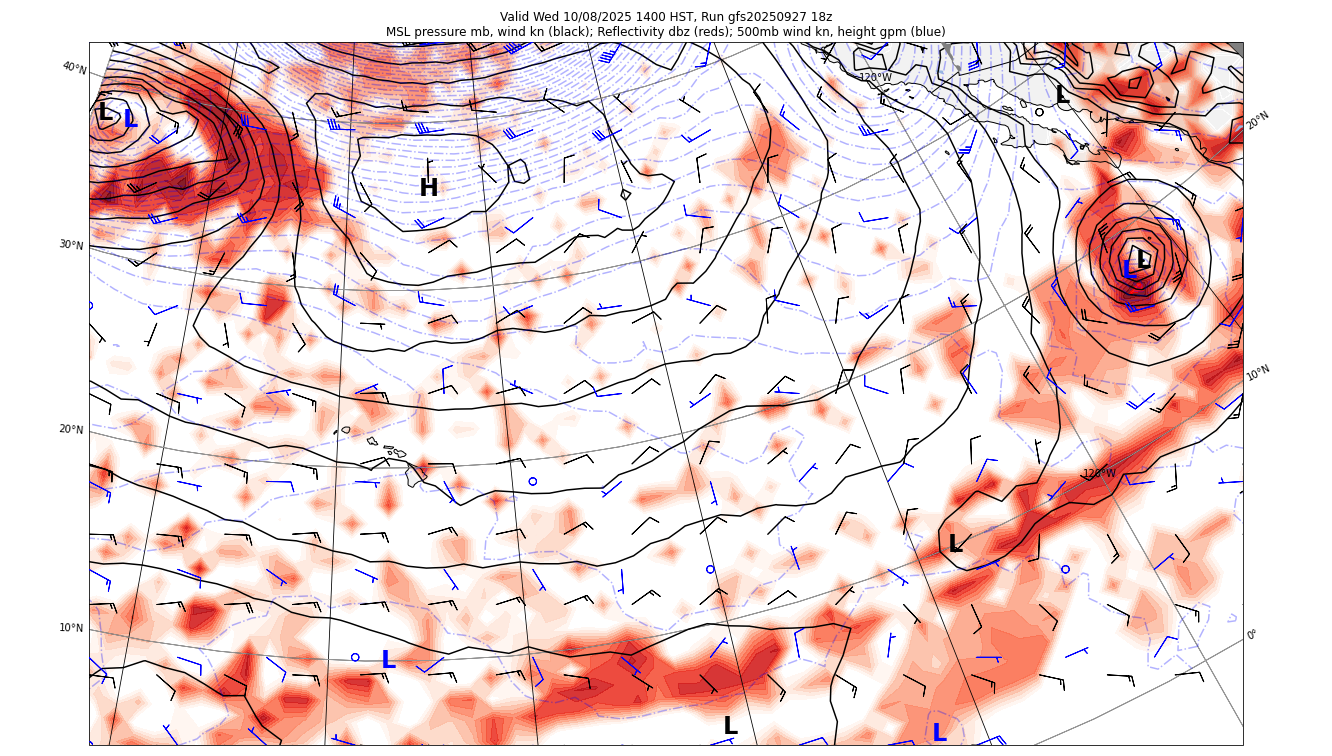 Valid Wed 10/08/2025 1400 HST, Run gfs20250927 18z
MSL pressure mb, wind kn (black); Reflectivity dbz (reds); 500mb wind kn, height gpm (blue)
40°N
120°W
L
20°N
L
L
H
30°N
L
L
10°N
20°N
120°W
L
10°N
0°
L
L
L